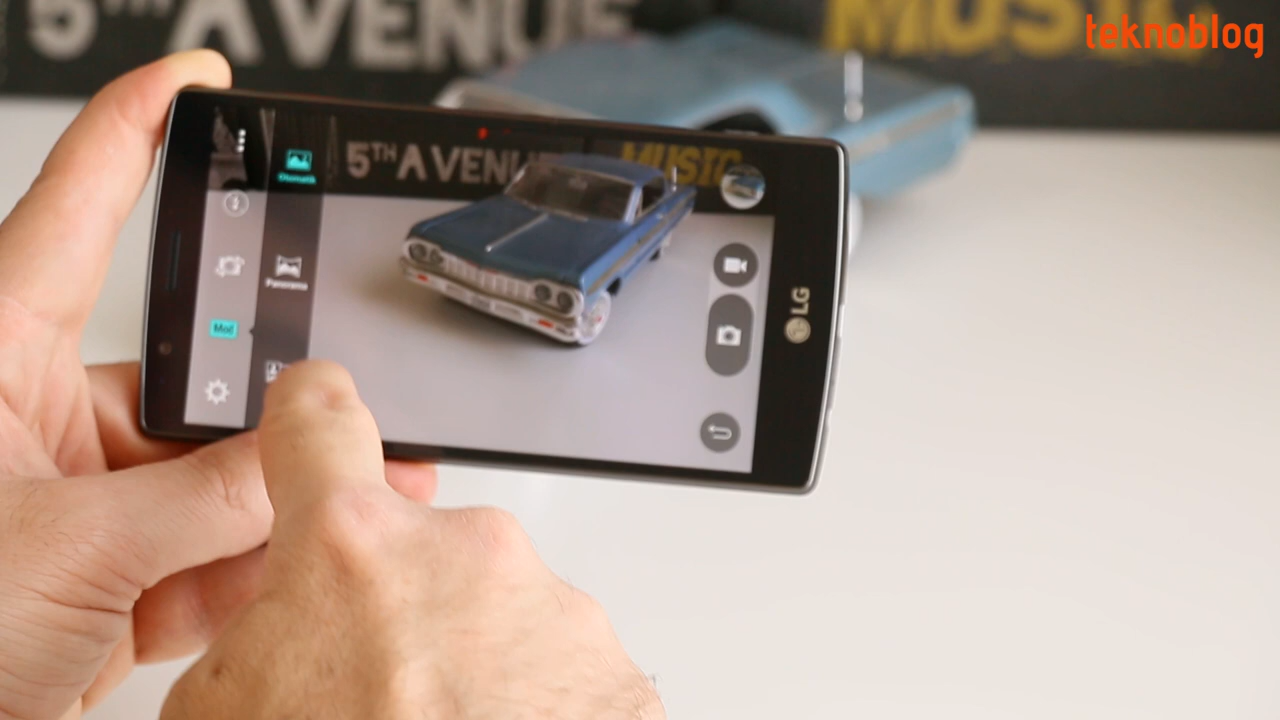 5TH AVENUE
MUSIC
teknoblog
5TH AVENUE
MUSIC
Otomatik
Panorama
Mod
LG